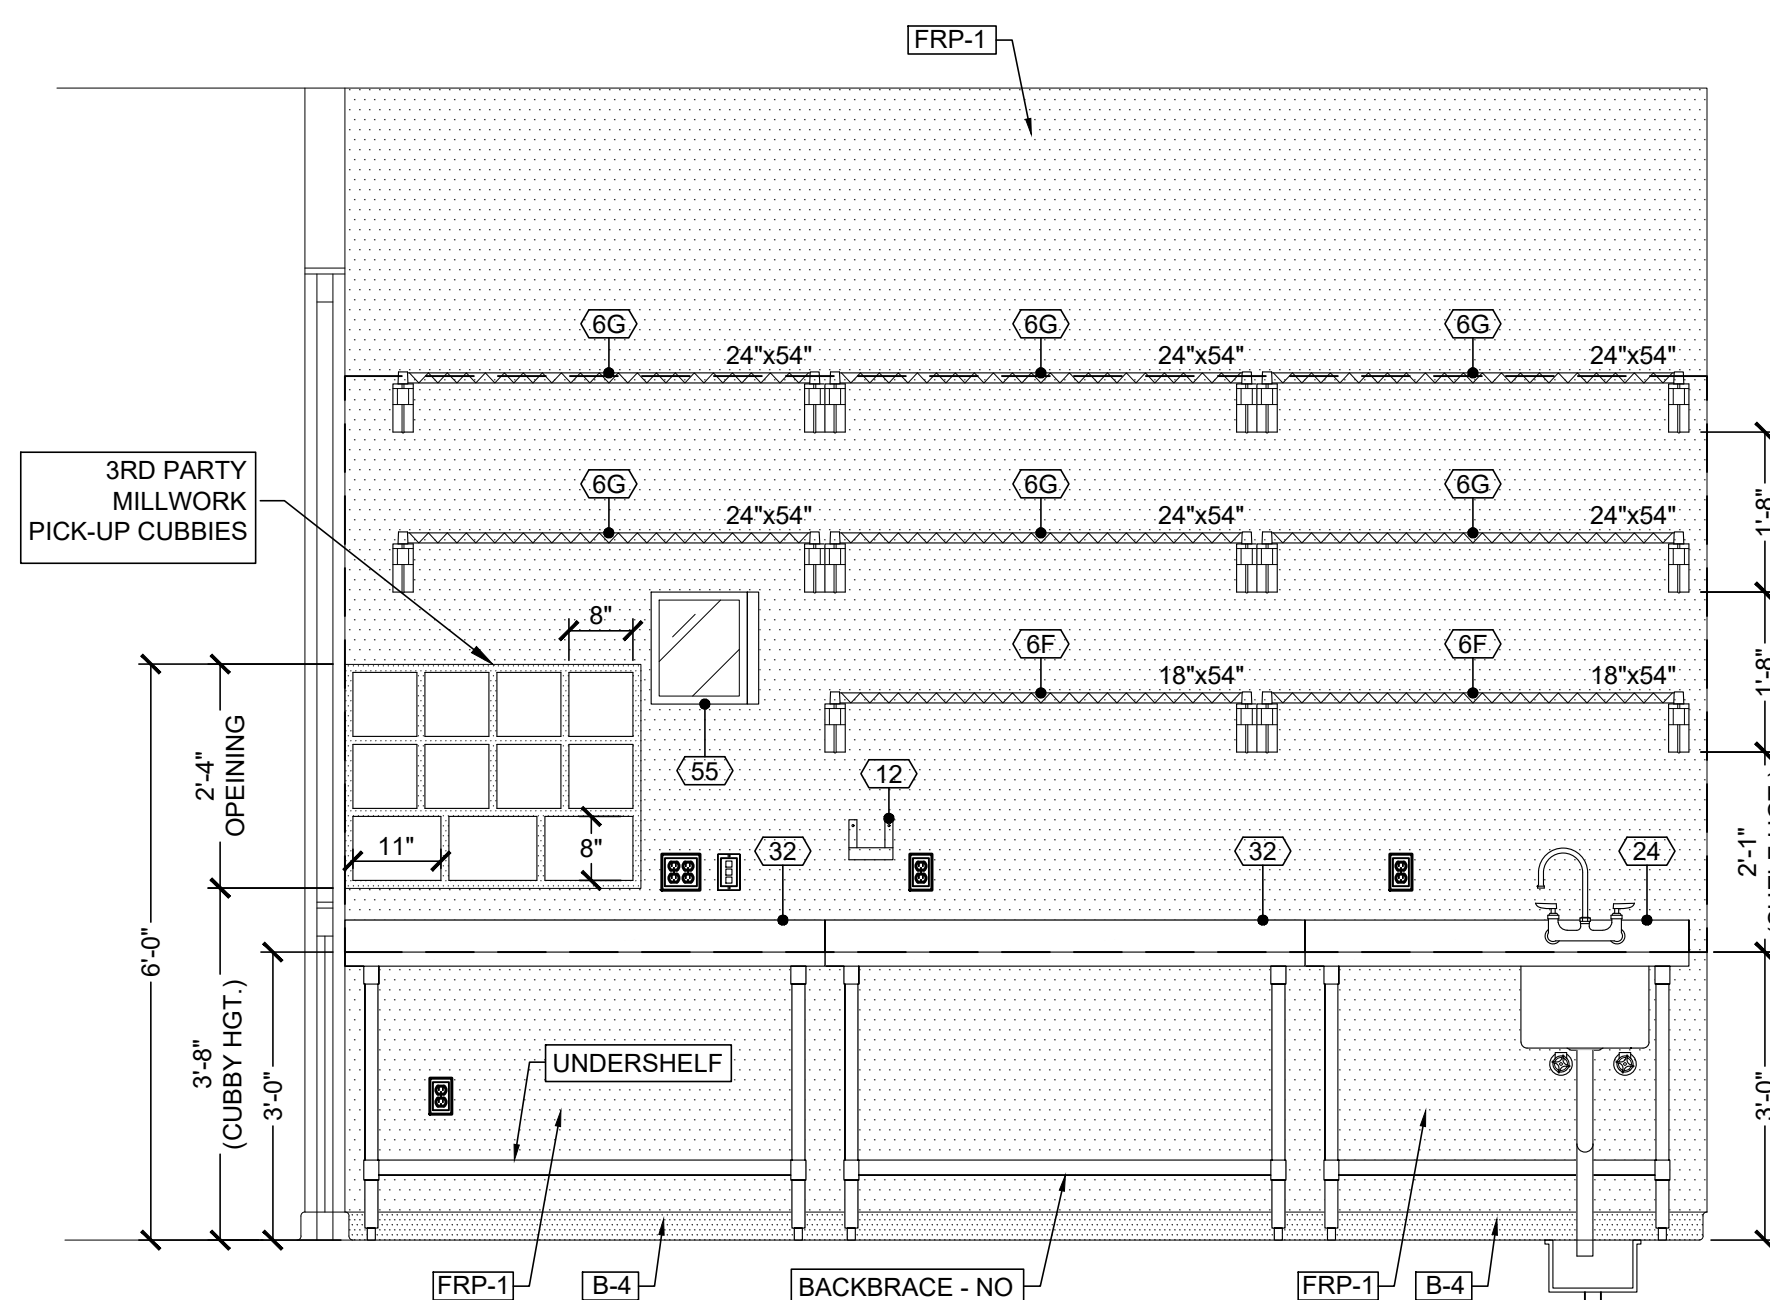 FRP-1
6G
6G
6G
24"x54"
24"x54"
24"x54"
3RD PARTY
MILLWORK
PICK-UP CUBBIES
6G
6G
6G
24"x54"
24"x54"
24"x54"
1'-8"
8"
6F
6F
18"x54"
18"x54"
1'-8"
55
12
2'-4"
OPEINING
11"
8"
32
32
24
2'-1"
6'-0"
3'-8"
(CUBBY HGT.)
3'-0"
UNDERSHELF
3'-0"
FRP-1
B-4
BACKBRACE - NO
FRP-1
B-4